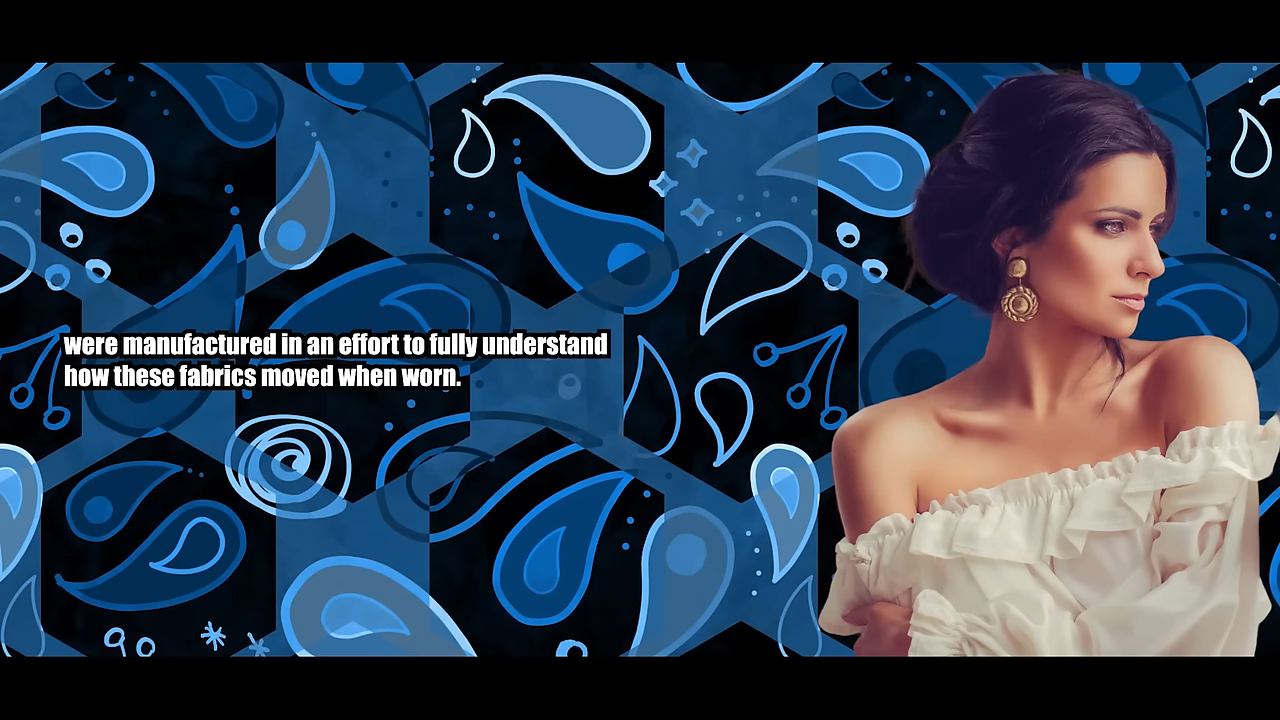 were manufactured in an effort to fully understand
how these fabrics moved when worn.